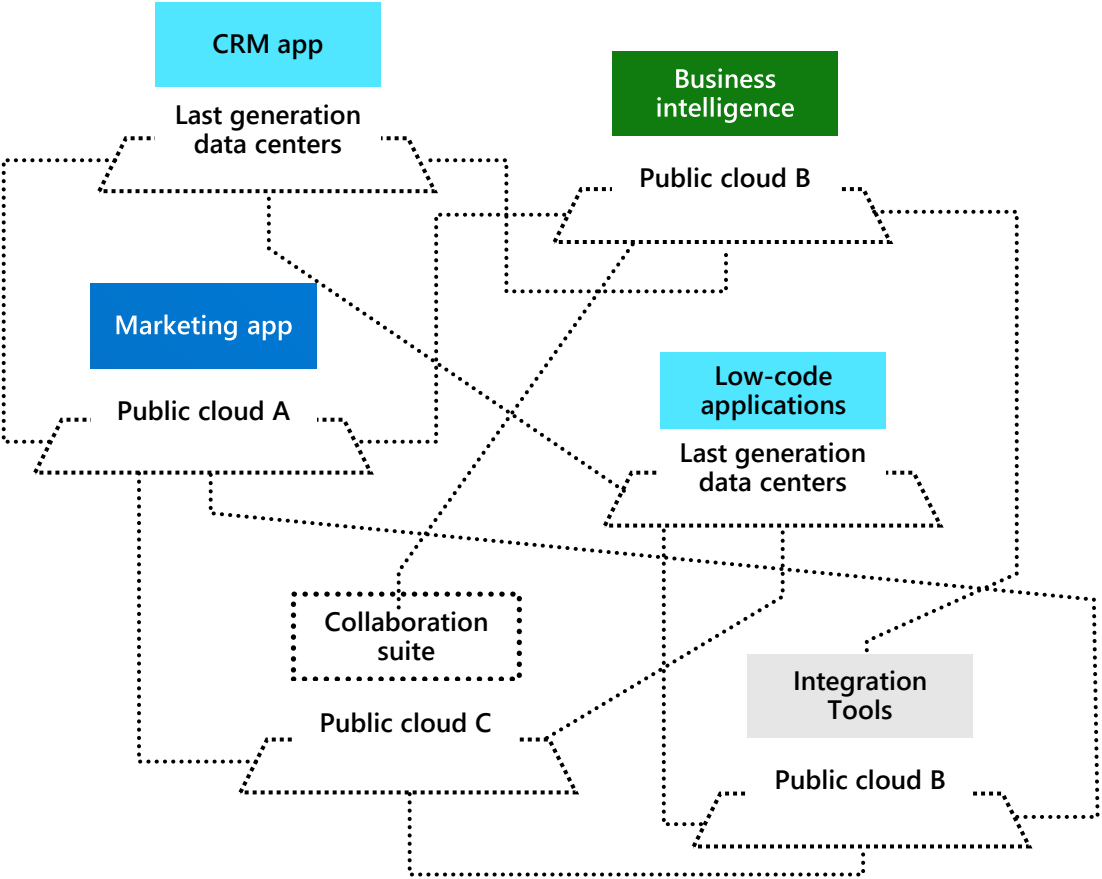 CRM app
Last generation
data centers
Business
intelligence
Public cloud B
Marketing app
Public cloud A
Low-code
applications
Last generation
data centers
Collaboration
suite
Public cloud C
Integration
Tools
Public cloud B